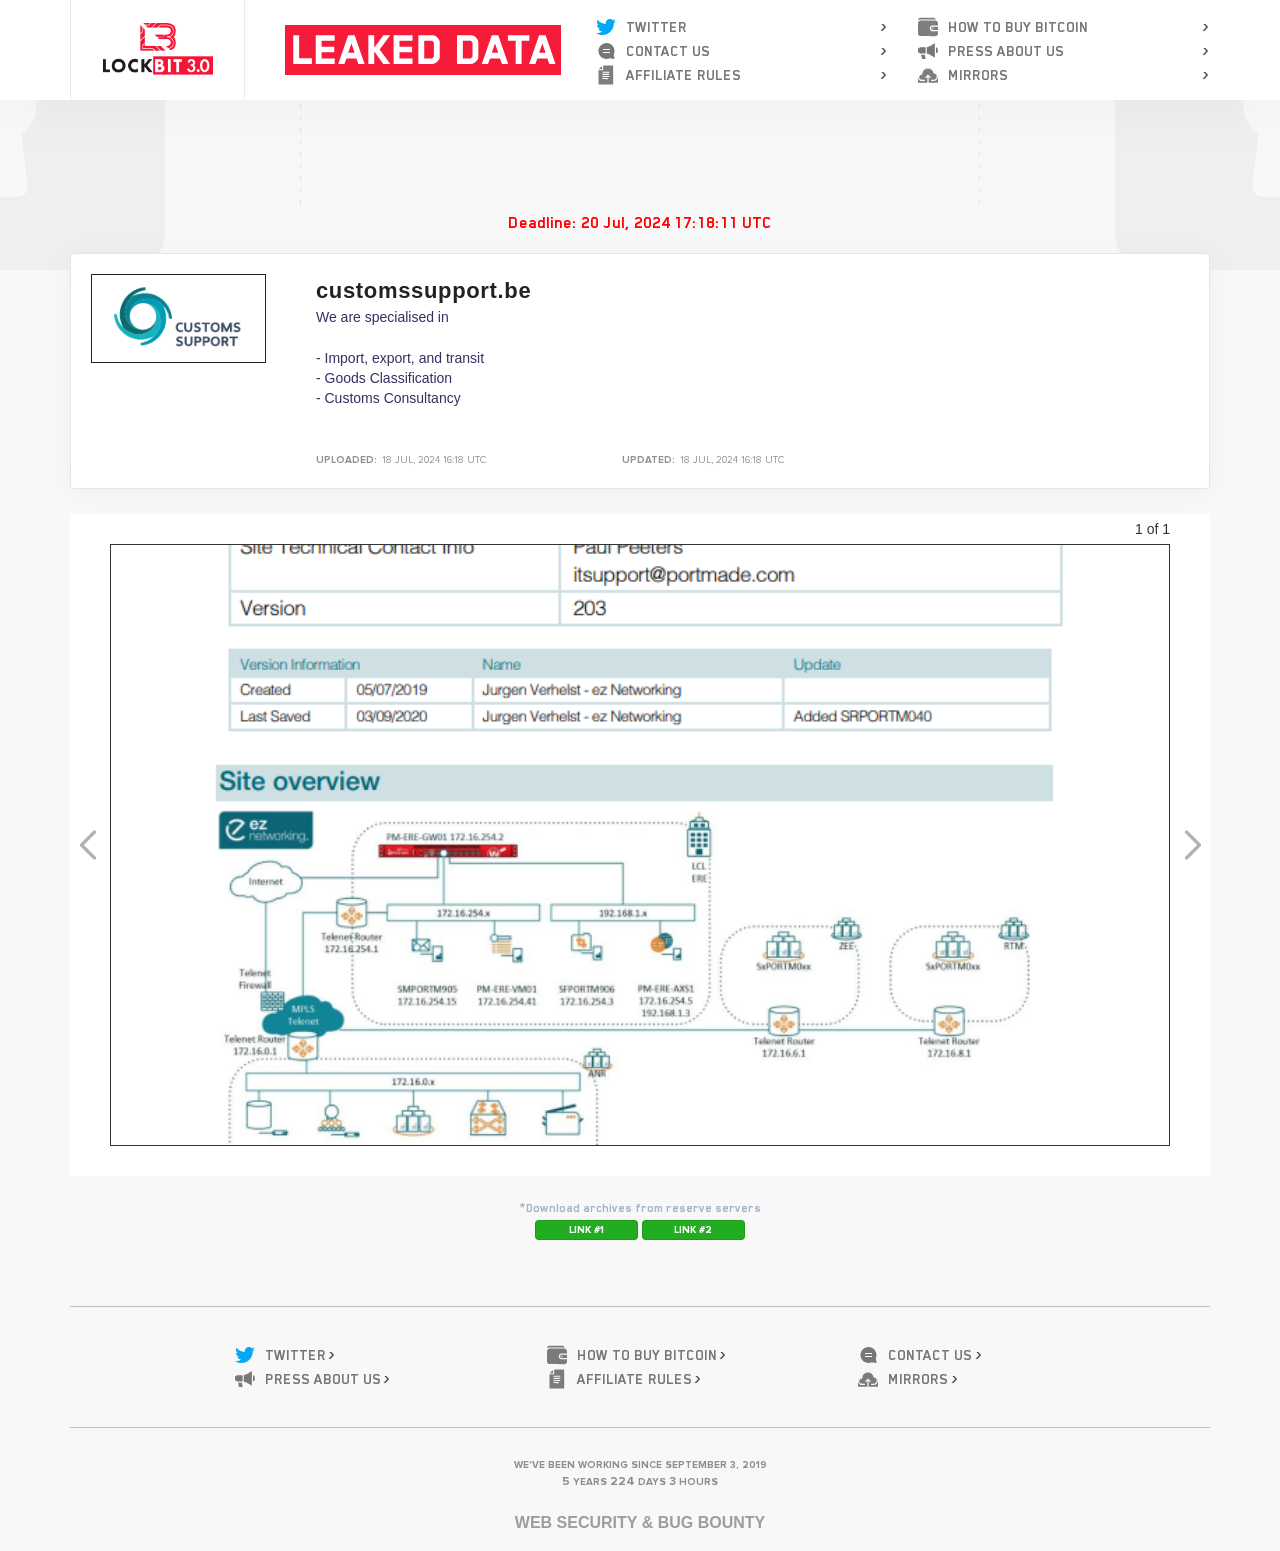 LOCKBIT 3.0
LEAKED DATA
TWITTER
CONTACT US
AFFILIATE RULES
HOW TO BUY BITCOIN
PRESS ABOUT US
MIRRORS
Deadline: 20 Jul, 2024 17:18:11 UTC
CUSTOMS
SUPPORT
customssupport.be
We are specialised in
- Import, export, and transit
- Goods Classification
- Customs Consultancy
UPLOADED: 18 JUL, 2024 16:18 UTC
UPDATED: 18 JUL, 2024 16:18 UTC
1 of 1
Site Technical Contact Info Paul Peeters
itsupport@portmade.com
Version 203
Version Information Name Update
Created 05/07/2019 Jurgen Verhelst - ez Networking
Last Saved 03/09/2020 Jurgen Verhelst - ez Networking Added SRPORTM040
Site overview
ez
networking.
PM-ERE-GW01 172.16.254.2
LCL
ERE
Internet
172.16.254.x
192.168.1.x
Telenet Router
172.16.254.1
Telenet
Firewall
SMPORTM905
172.16.254.15
PM-ERE-VM01
172.16.254.41
SFPORTM906
172.16.254.3
PM-ERE-AXS1
172.16.254.5
192.168.1.3
ZEE
SxPORTM0xx
RTM
SxPORTM0xx
MPLS
Telenet
Telenet Router
172.16.0.1
Telenet Router
172.16.6.1
Telenet Router
172.16.8.1
ANR
172.16.0.x
*Download archives from reserve servers
LINK #1
LINK #2
TWITTER
PRESS ABOUT US
HOW TO BUY BITCOIN
AFFILIATE RULES
CONTACT US
MIRRORS
WE'VE BEEN WORKING SINCE SEPTEMBER 3, 2019
5 YEARS 224 DAYS 3 HOURS
WEB SECURITY & BUG BOUNTY